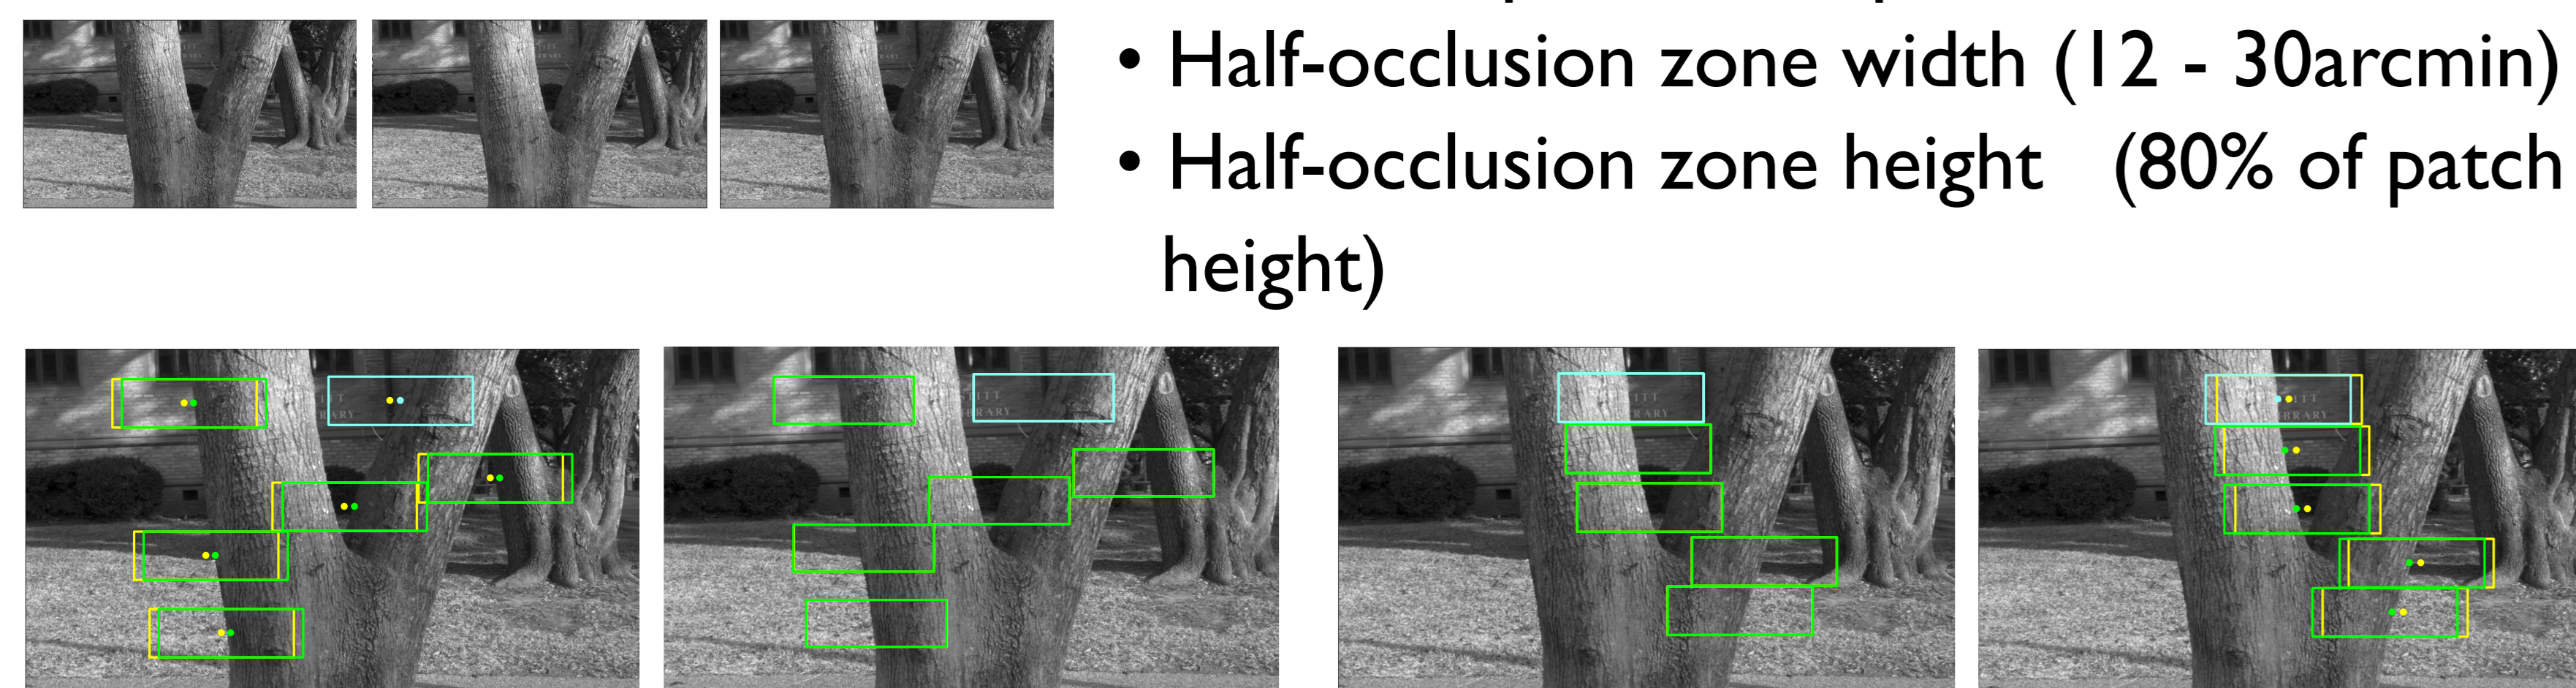 • Half-occlusion zone width (12 - 30arcmin)
• Half-occlusion zone height (80% of patch
height)